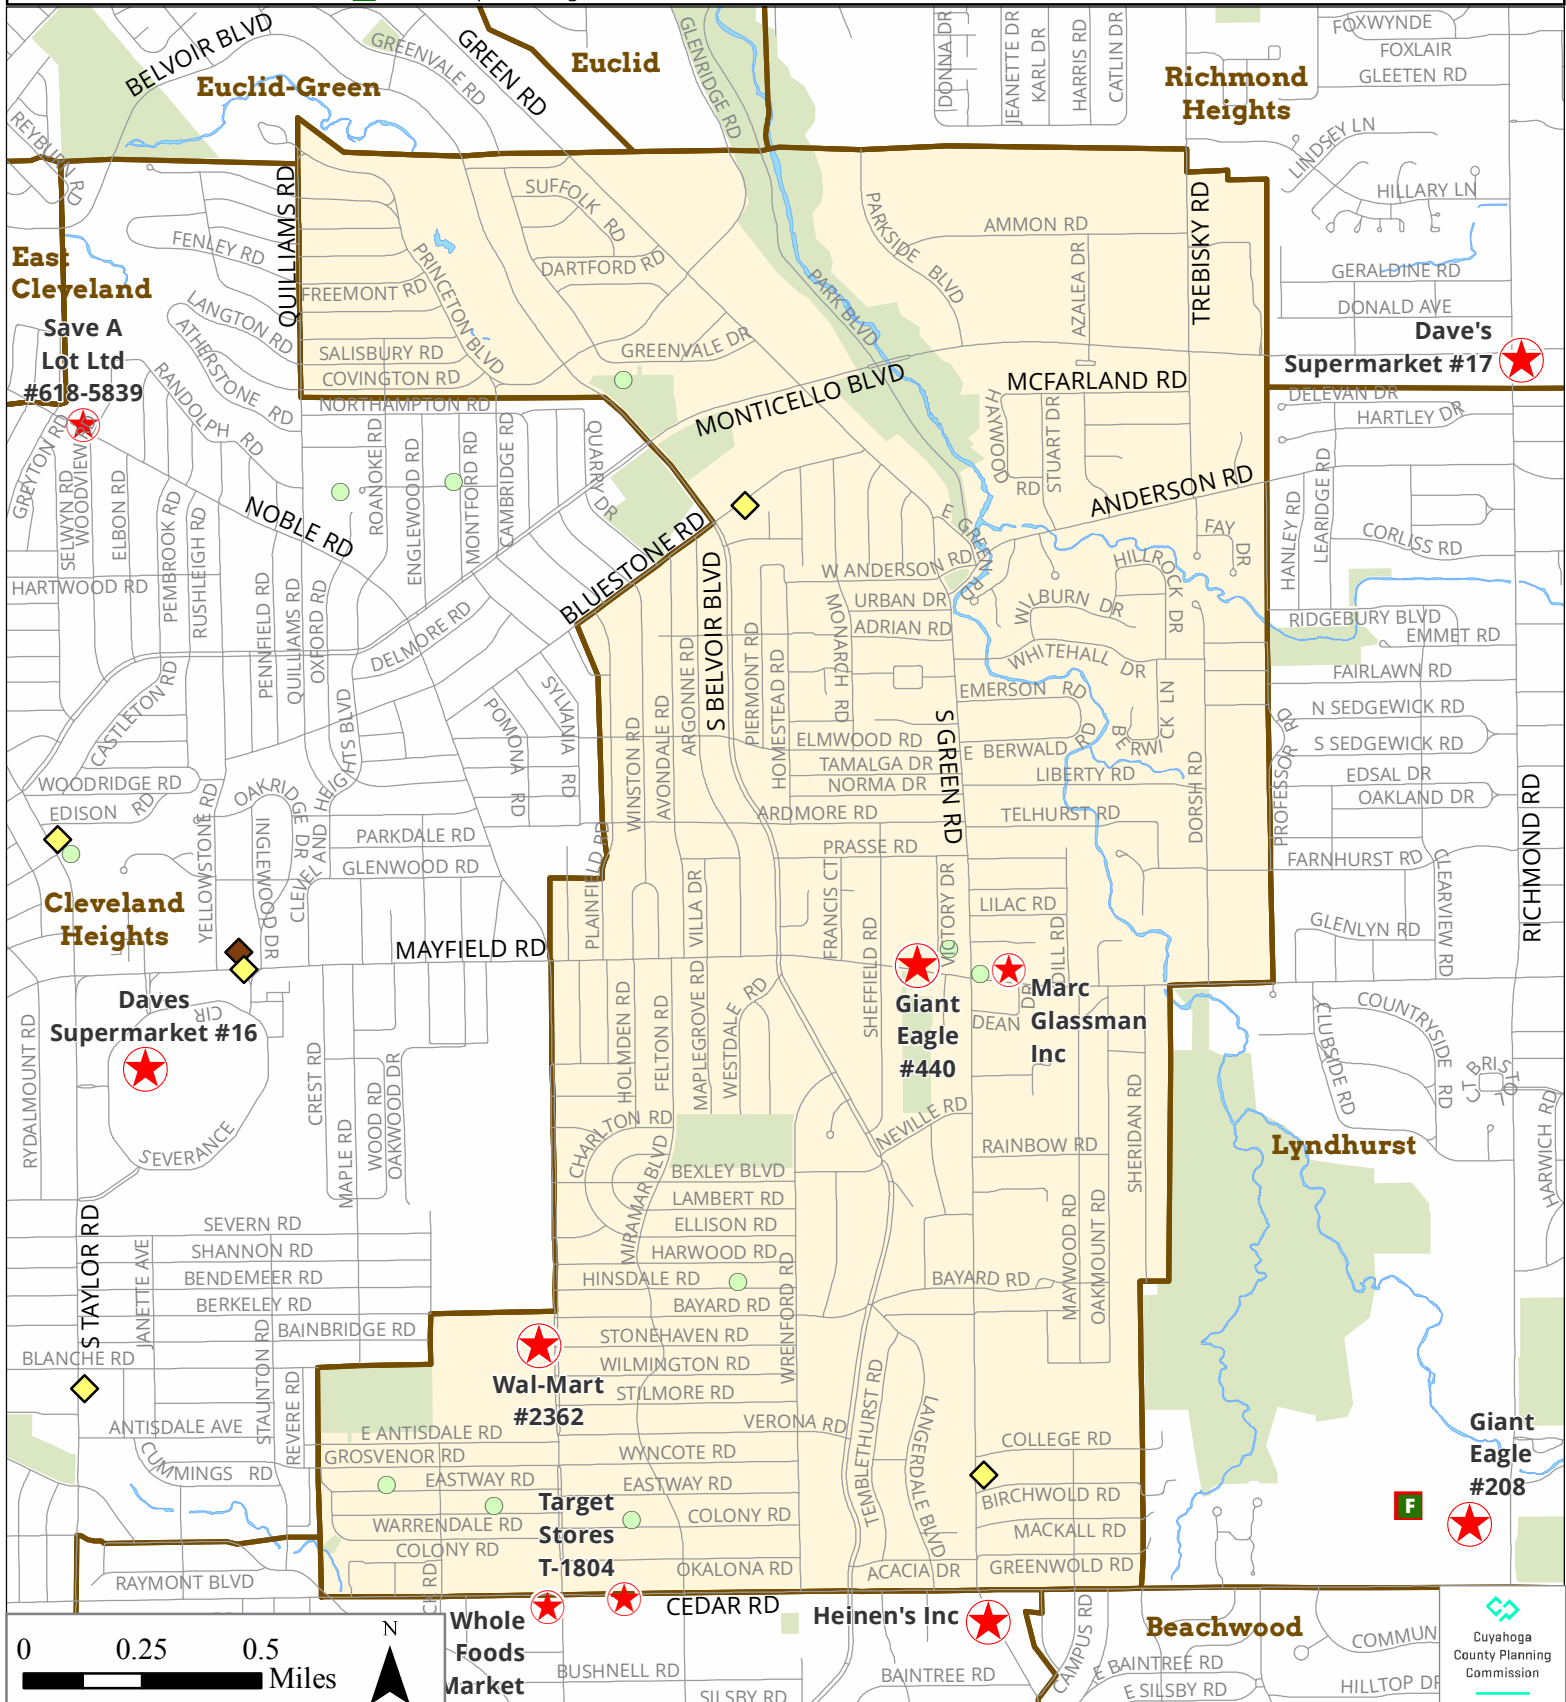 BELVOIR BLVD
GREENVALE RD
GREEN RD
Euclid
GLENRIDGE RD
DONNA DR
JEANETTE DR
KARL DR
HARRIS RD
CATLIN DR
Richmond
Heights
FOXWYNDE
FOXLAIR
GLEETEN RD
Euclid-Green
REYBURN RD
LINDSEY LN
HILLARY LN
QUILLIAMS RD
SUFFOLK RD
PARKSIDE BLVD
AMMON RD
TREBISKY RD
FENLEY RD
East
Cleveland
PRINCETON BLVD
DARTFORD RD
PARK BLVD
AZALEA DR
GERALDINE RD
DONALD AVE
FREEMONT RD
LANGTON RD
ATHERSTONE RD
Save A
Lot Ltd
#618-5839
SALISBURY RD
COVINGTON RD
GREENVALE DR
Dave's
Supermarket #17
MONTICELLO BLVD
MCFARLAND RD
DELEVAN DR
HARTLEY DR
RANDOLPH RD
NORTHAMPTON RD
GREYTON RD
SELWYN RD
WOODVIEW RD
ELBON RD
PEMBROOK RD
RUSHLEIGH RD
NOBLE RD
ROANOKE RD
ENGLEWOOD RD
MONTFORD RD
CAMBRIDGE RD
QUARRY DR
HAYWOOD RD
STUART DR
ANDERSON RD
HANLEY RD
LEARIDGE RD
CORLISS RD
FAY DR
E GREEN RD
BLUESTONE RD
S BELVOIR BLVD
W ANDERSON RD
URBAN DR
ADRIAN RD
HILLROCK DR
WILBURN DR
WHITEHALL DR
HARTWOOD RD
PENNFIELD RD
QUILLIAMS RD
OXFORD RD
DELMORE RD
RIDGEBURY BLVD
EMMET RD
FAIRLAWN RD
N SEDGEWICK RD
S SEDGEWICK RD
EDSAL DR
OAKLAND DR
CASTLETON RD
POMONA RD
SYLVANIA RD
WINSTON RD
AVONDALE RD
ARGONNE RD
PIERMONT RD
HOMESTEAD RD
MONARCH RD
EMERSON RD
S GREEN RD
E BERWALD RD
BERWICK LN
LIBERTY RD
DORSH RD
PROFESSOR RD
RICHMOND RD
ELMWOOD RD
TAMALGA DR
NORMA DR
ARDMORE RD
TELHURST RD
PRASSE RD
FARNHURST RD
CLEARVIEW RD
GLENLYN RD
WOODRIDGE RD
EDISON RD
OAKRIDGE DR
CLEVELAND HEIGHTS BLVD
PARKDALE RD
GLENWOOD RD
YELLOWSTONE RD
INGLEWOOD DR
PLAINFIELD RD
Cleveland
Heights
MAYFIELD RD
VILLA DR
FRANCIS CT
VICTORY DR
LILAC RD
DILL RD
SHEFFIELD RD
Giant
Eagle
#440
DEAN DR
Marc
Glassman
Inc
Daves
Supermarket #16
SEVERANCE CIR
RYDALMOUNT RD
CREST RD
MAPLE RD
WOOD RD
OAKWOOD DR
HOLMDEN RD
FELTON RD
MAPLEGROVE RD
WESTDALE RD
COUNTRYSIDE RD
CLUBSIDE RD
BRISTOL CT
HARWICH RD
Lyndhurst
CHARLTON RD
MIRAMAR BLVD
NEVILLE RD
RAINBOW RD
SHERIDAN RD
BEXLEY BLVD
LAMBERT RD
ELLISON RD
HARWOOD RD
HINSDALE RD
BAYARD RD
WRENFORD RD
BAYARD RD
MAYWOOD RD
OAKMOUNT RD
S TAYLOR RD
SEVERN RD
SHANNON RD
BENDEMEER RD
BERKELEY RD
BAINBRIDGE RD
JANETTE AVE
BLANCHE RD
STAUNTON RD
REVERE RD
ANTISDALE AVE
CUMMINGS RD
STONEHAVEN RD
WILMINGTON RD
STILMORE RD
VERONA RD
Wal-Mart
#2362
E ANTISDALE RD
GROSVENOR RD
EASTWAY RD
WARRENDALE RD
COLONY RD
WYNCOTE RD
EASTWAY RD
COLONY RD
OKALONA RD
Target
Stores
T-1804
TEMBLETHURST RD
LANGERDALE BLVD
COLLEGE RD
BIRCHWOLD RD
MACKALL RD
GREENWOLD RD
ACACIA DR
Giant
Eagle
#208
F
RAYMONT BLVD
CK RD
CEDAR RD
Whole
Foods
Market
Heinen's Inc
CAMPUS RD
Beachwood
BUSHNELL RD
SILSBY RD
BAINTREE RD
E BAINTREE RD
E SILSBY RD
COMMUN
HILLTOP DR
0 0.25 0.5
Miles
N
Cuyahoga
County Planning
Commission